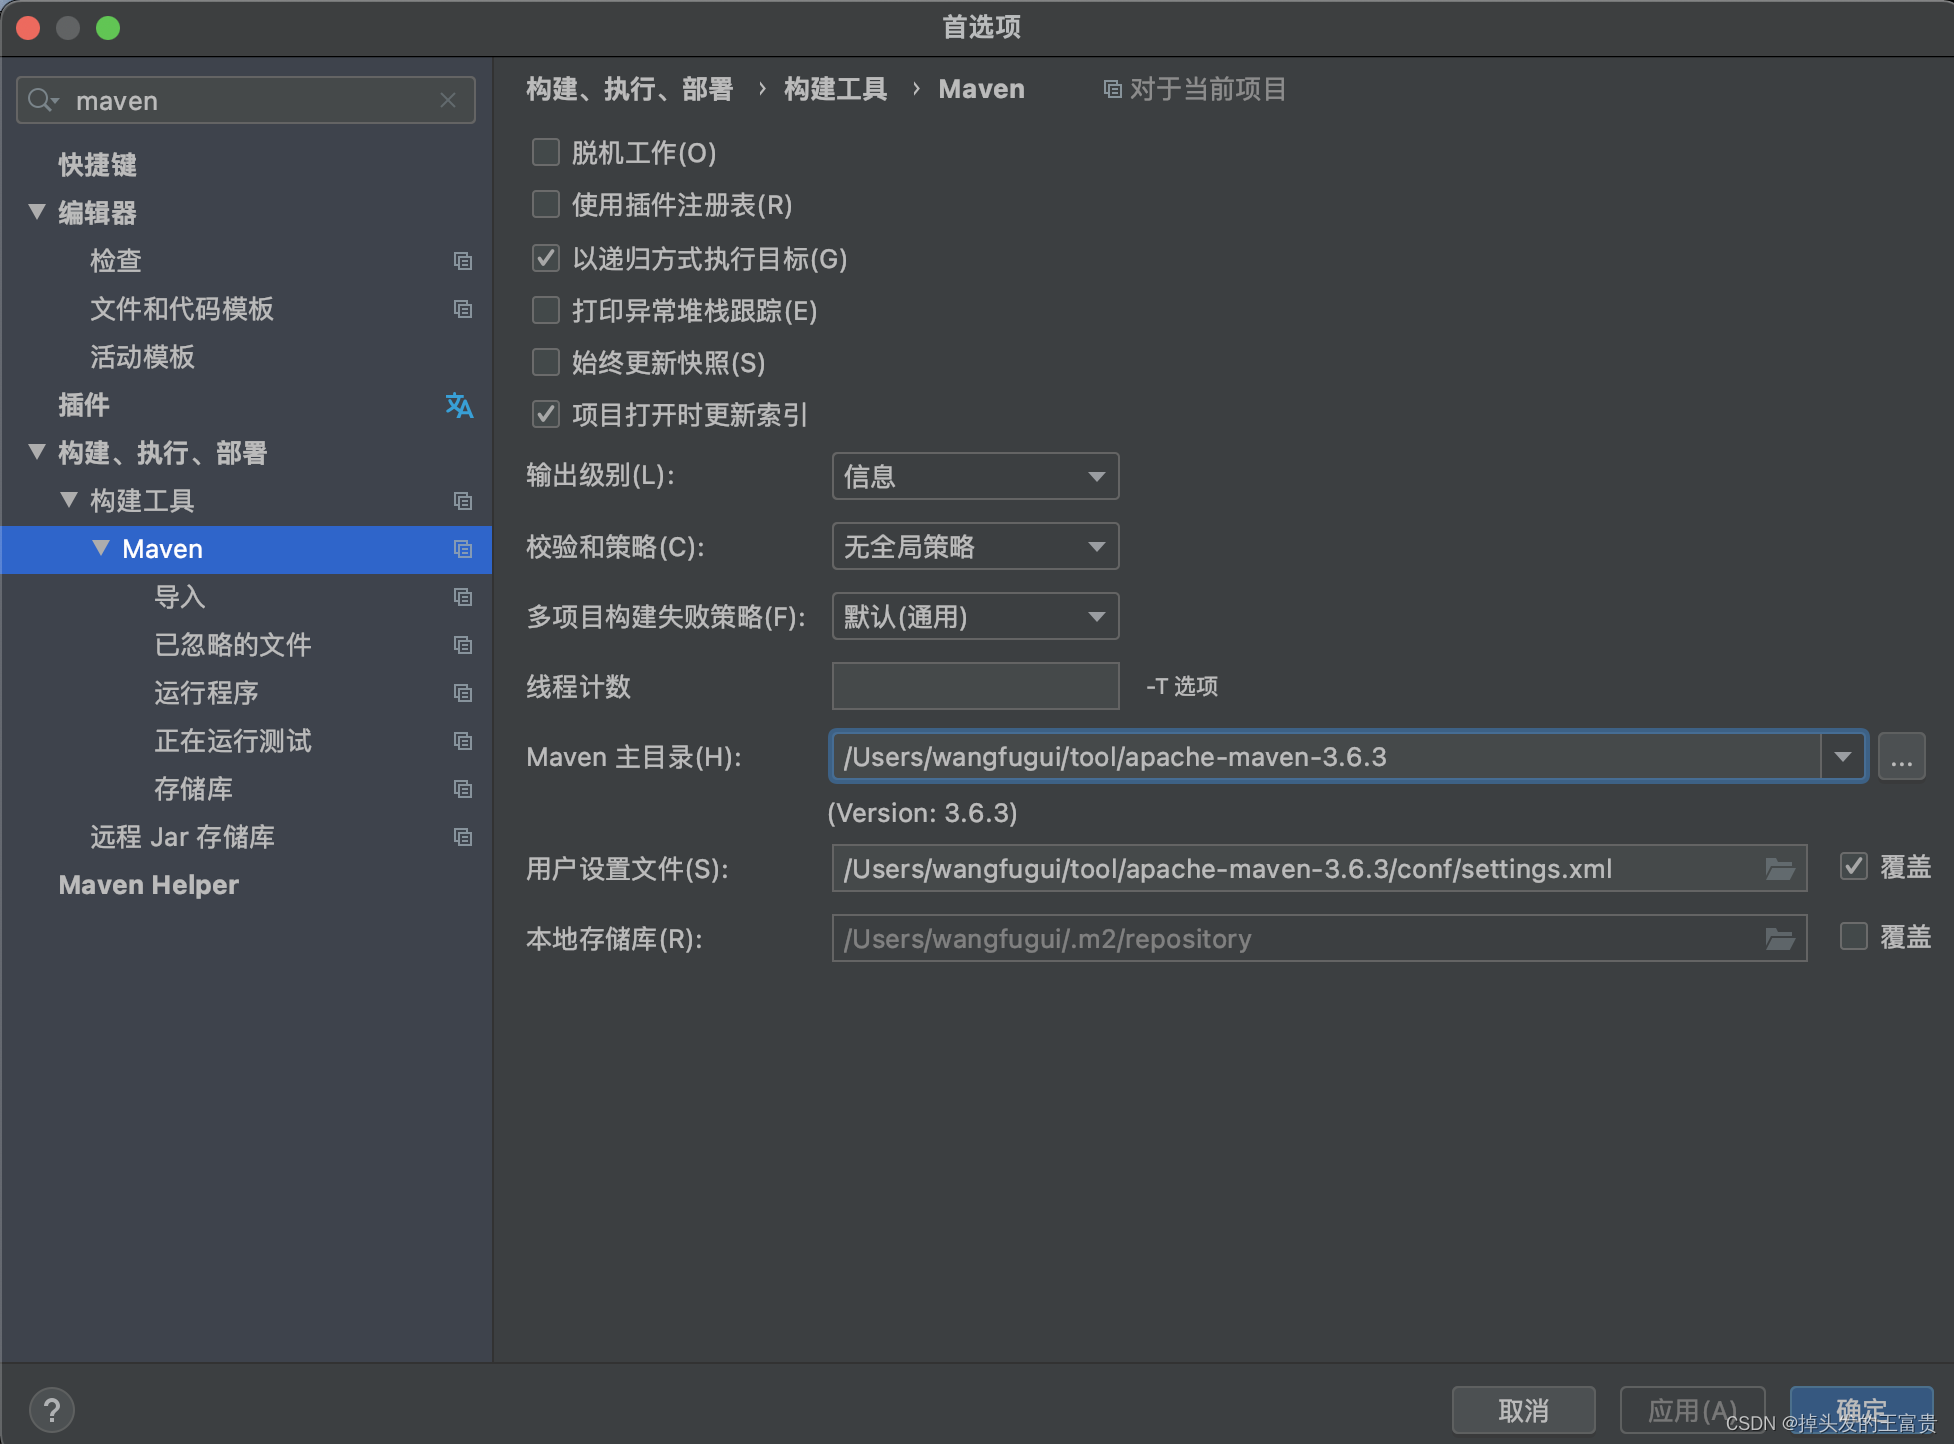 首选项
maven
快捷键
编辑器
检查
文件和代码模板
活动模板
插件
构建、执行、部署
构建工具
Maven
导入
已忽略的文件
运行程序
正在运行测试
存储库
远程 Jar 存储库
Maven Helper
构建、执行、部署 › 构建工具 › Maven 对于当前项目
脱机工作(O)
使用插件注册表(R)
以递归方式执行目标(G)
打印异常堆栈跟踪(E)
始终更新快照(S)
项目打开时更新索引
输出级别(L): 信息
校验和策略(C): 无全局策略
多项目构建失败策略(F): 默认(通用)
线程计数 -T 选项
Maven 主目录(H): /Users/wangfugui/tool/apache-maven-3.6.3 ...
(Version: 3.6.3)
用户设置文件(S): /Users/wangfugui/tool/apache-maven-3.6.3/conf/settings.xml 覆盖
本地存储库(R): /Users/wangfugui/.m2/repository 覆盖
? 取消 应用(A) 确定
CSDN @掉头发的王富贵